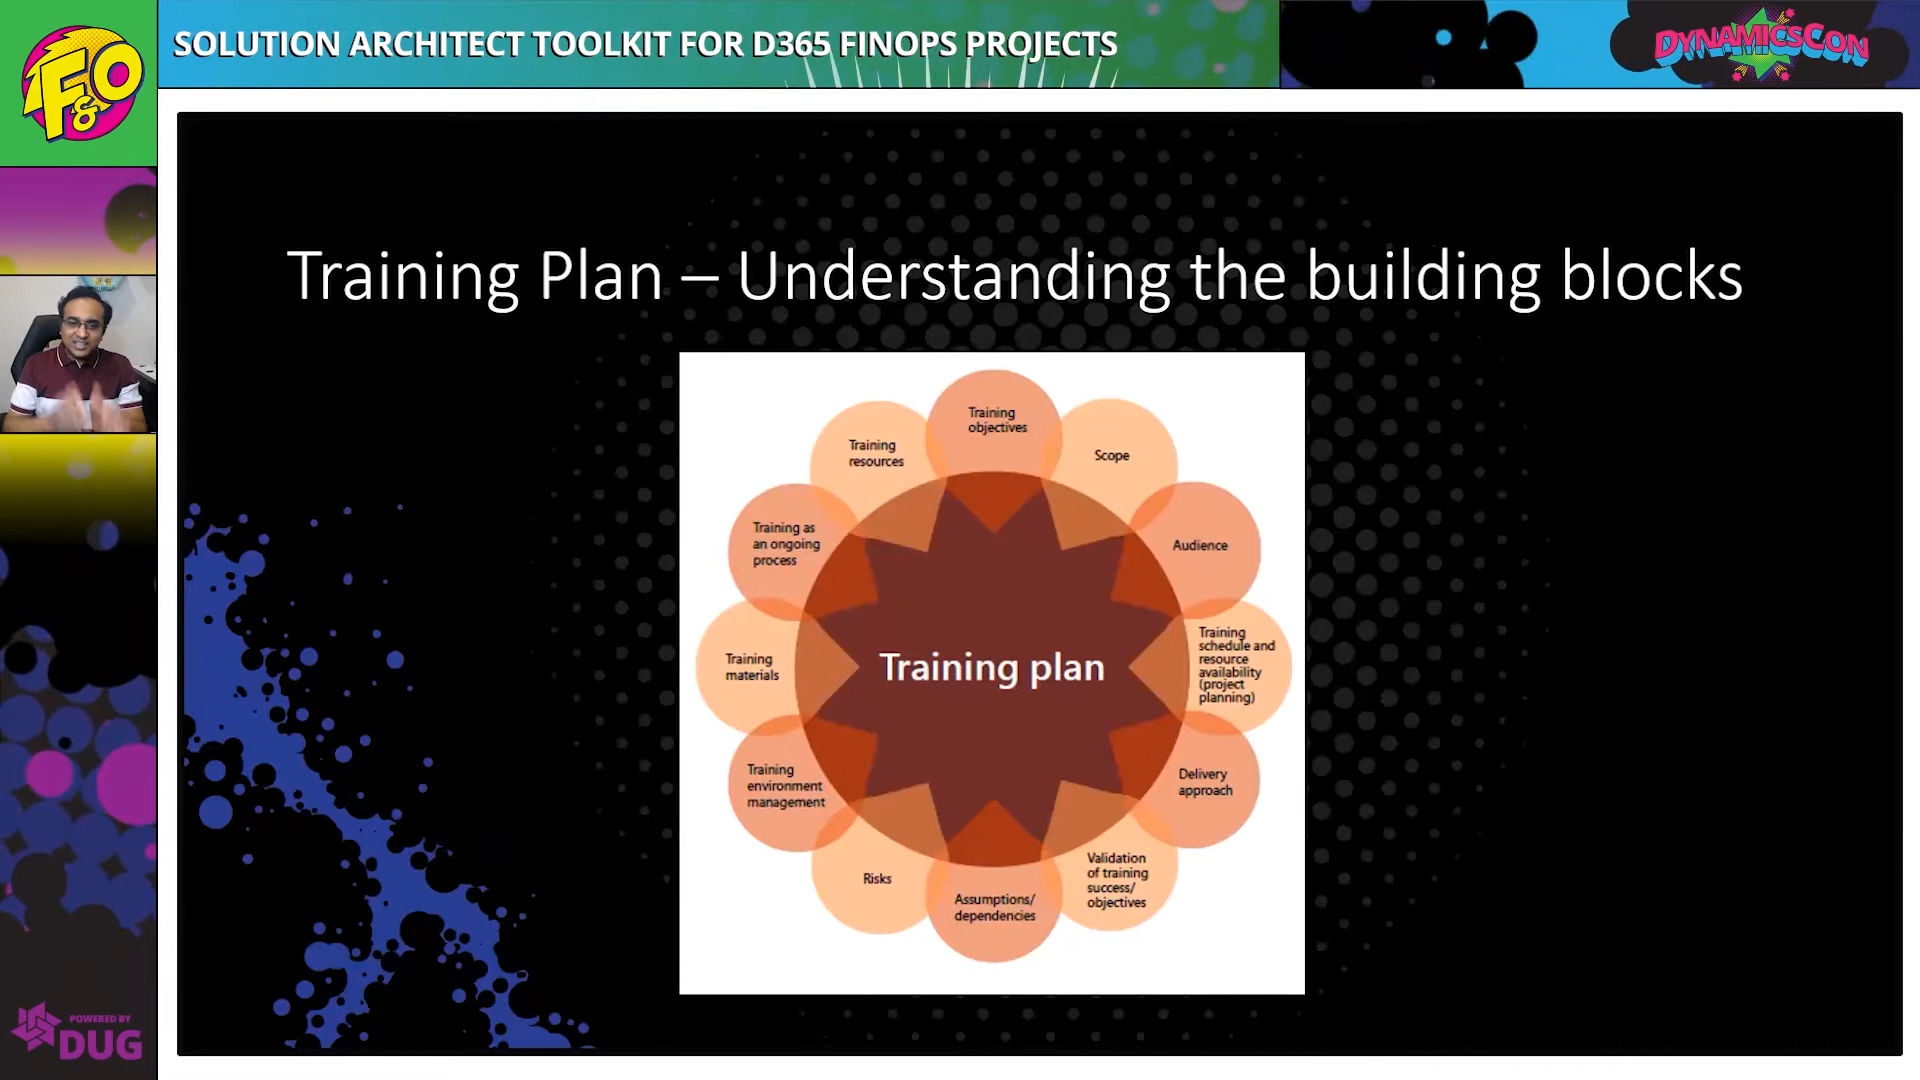 F&O
SOLUTION ARCHITECT TOOLKIT FOR D365 FINOPS PROJECTS
DYNAMICSCON
Training Plan – Understanding the building blocks
Training
objectives
Scope
Audience
Training
schedule and
resource
availability
(project
planning)
Delivery
approach
Validation
of training
success/
objectives
Assumptions/
dependencies
Risks
Training
environment
management
Training
materials
Training as
an ongoing
process
Training
resources
Training plan
POWERED BY
DUG